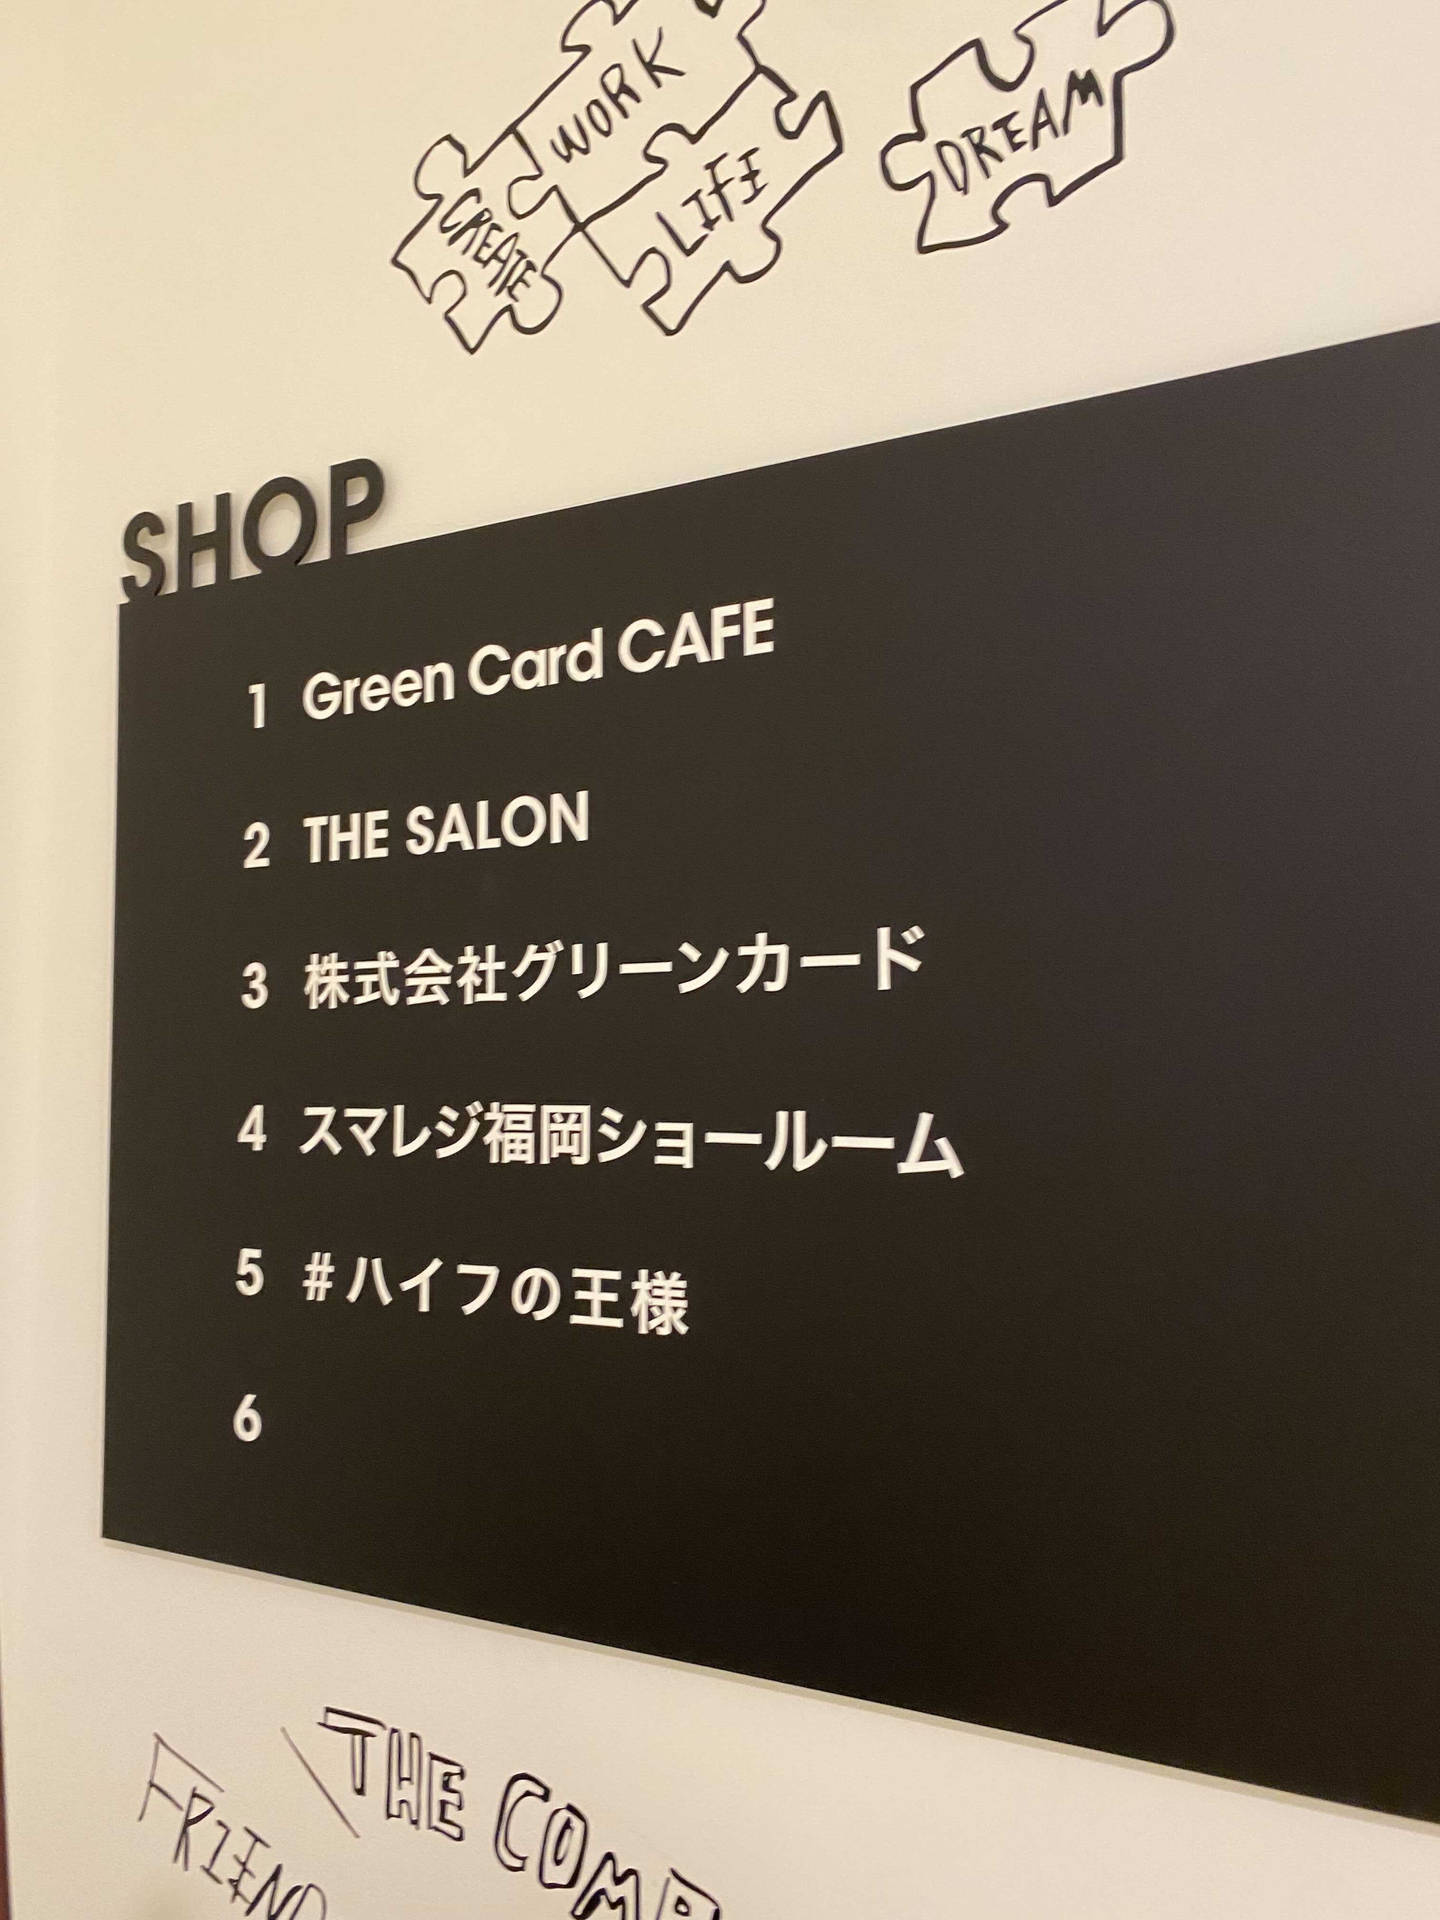 WORK
CREATE
LIFE
DREAM
SHOP
1 Green Card CAFE
2 THE SALON
3 株式会社グリーンカード
4 スマレジ福岡ショールーム
5 #ハイフの王様
6
THE COM
FRIEND